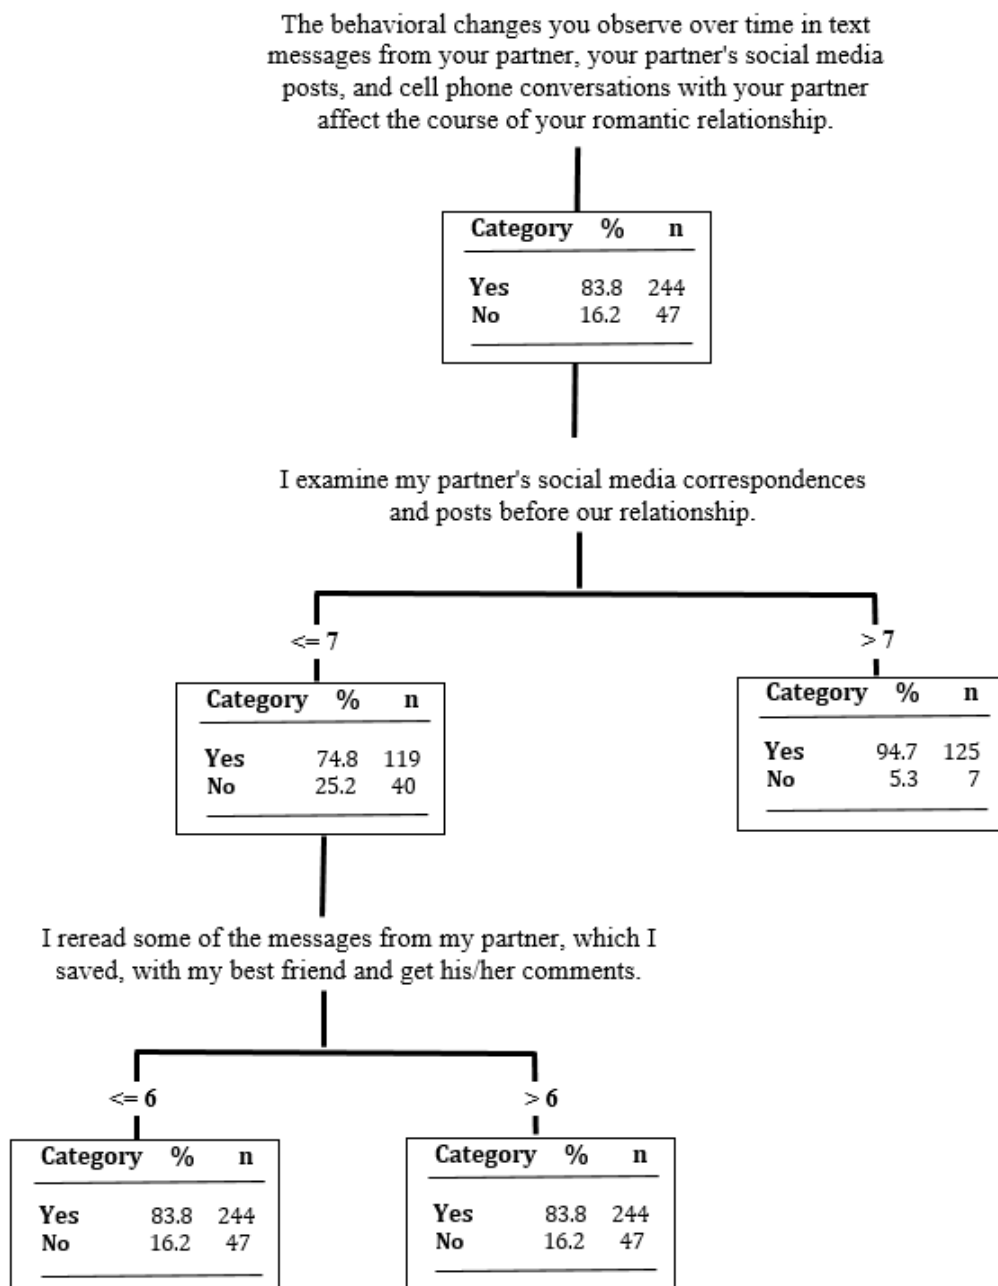 The behavioral changes you observe over time in text
messages from your partner, your partner's social media
posts, and cell phone conversations with your partner
affect the course of your romantic relationship.
Category % n
Yes 83.8 244
No 16.2 47
I examine my partner's social media correspondences
and posts before our relationship.
<= 7
> 7
Category % n
Yes 74.8 119
No 25.2 40
Category % n
Yes 94.7 125
No 5.3 7
I reread some of the messages from my partner, which I
saved, with my best friend and get his/her comments.
<= 6
> 6
Category % n
Yes 83.8 244
No 16.2 47
Category % n
Yes 83.8 244
No 16.2 47